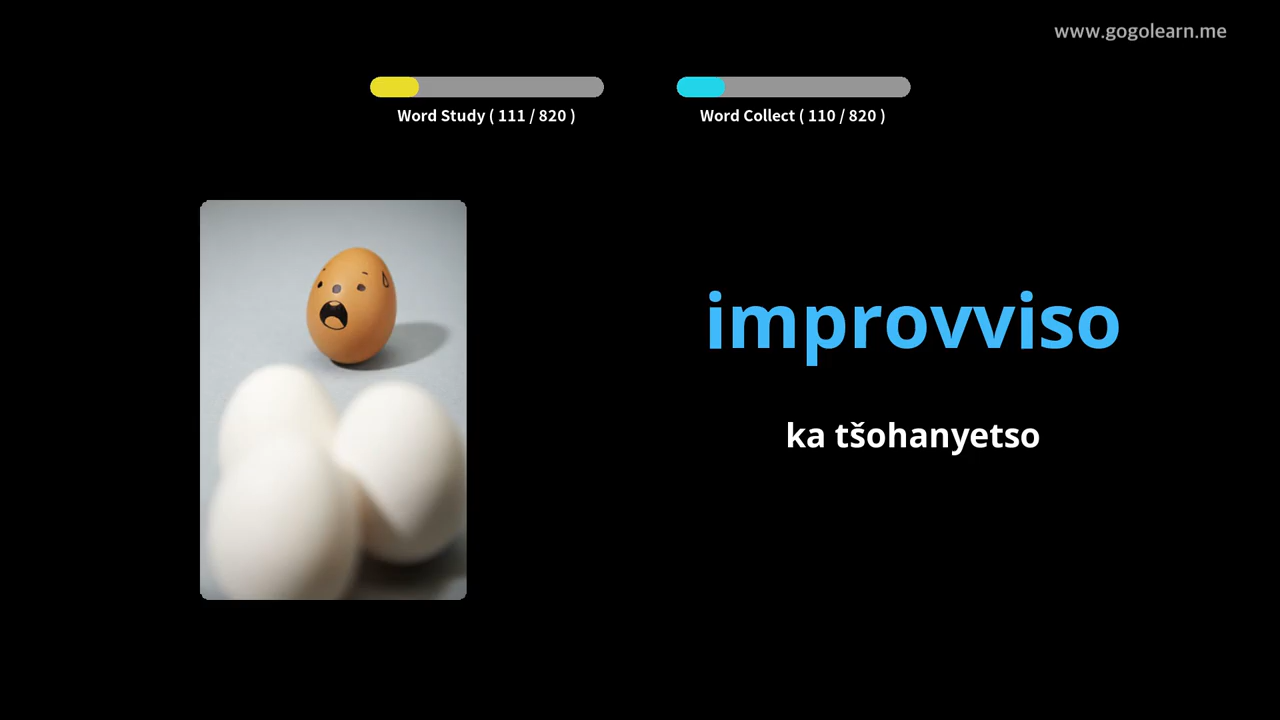 www.gogolearn.me
Word Study ( 111 / 820 )
Word Collect ( 110 / 820 )
improvviso
ka tšohanyetso